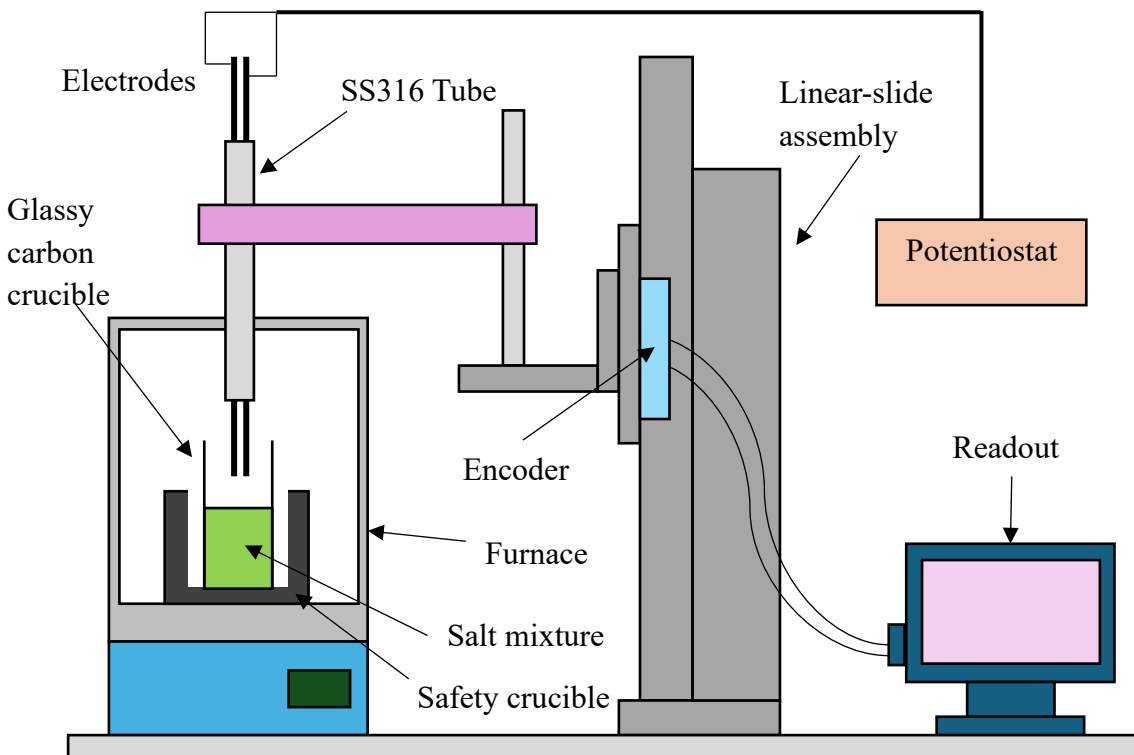 Electrodes
SS316 Tube
Linear-slide
assembly
Glassy
carbon
crucible
Potentiostat
Encoder
Readout
Furnace
Salt mixture
Safety crucible